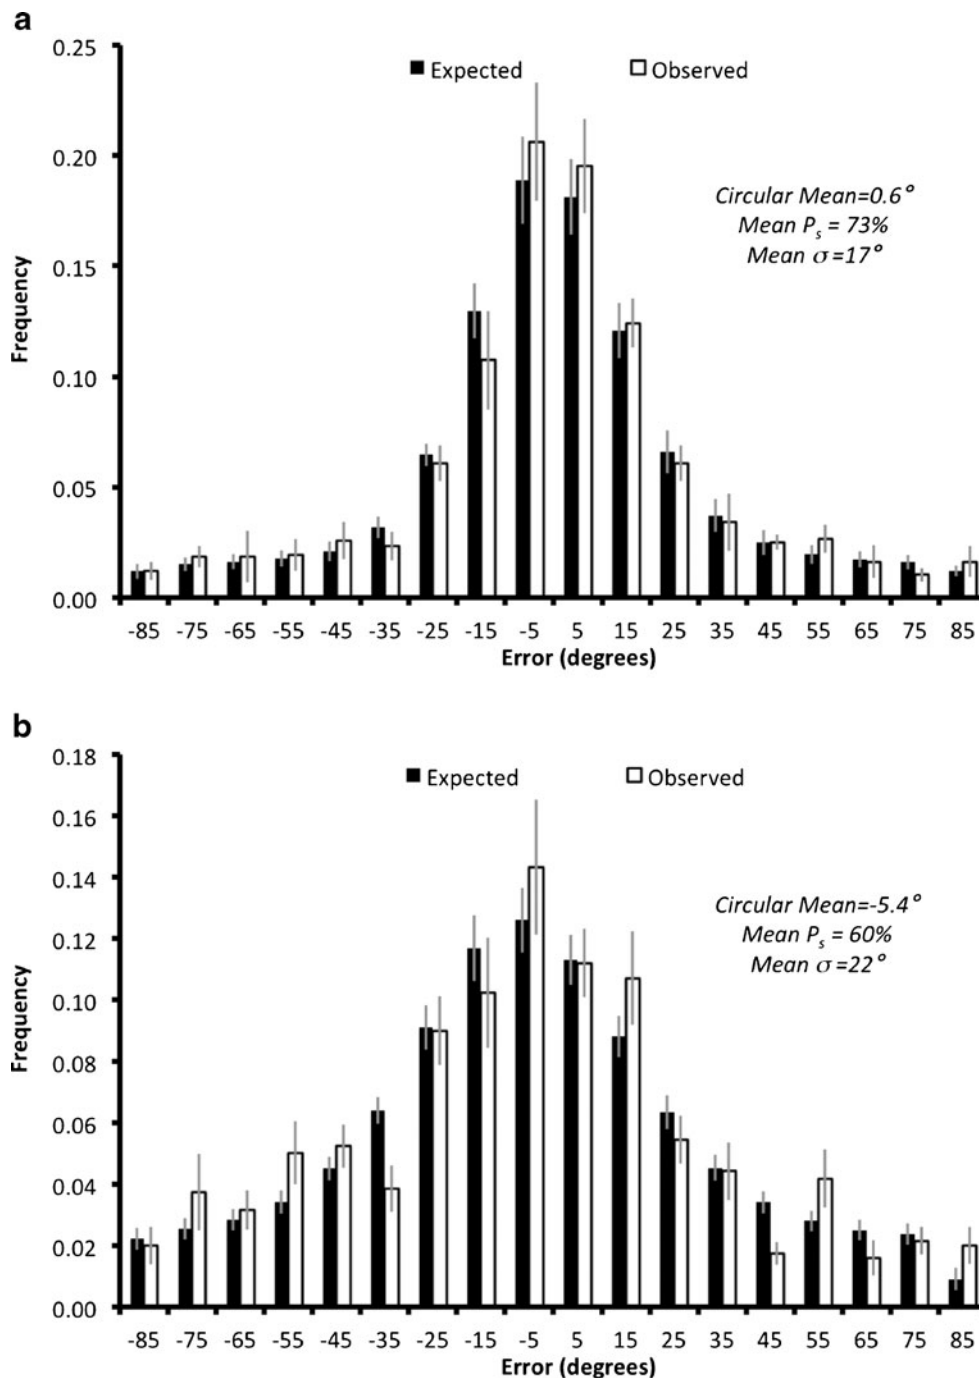 a
0.25
Expected Observed
0.20
Circular Mean=0.6°
Mean Ps = 73%
Mean σ=17°
0.15
Frequency
0.10
0.05
0.00
-85 -75 -65 -55 -45 -35 -25 -15 -5 5 15 25 35 45 55 65 75 85
Error (degrees)
b
0.18
Expected Observed
0.16
0.14
Circular Mean=-5.4°
Mean Ps = 60%
Mean σ=22°
0.12
0.10
Frequency
0.08
0.06
0.04
0.02
0.00
-85 -75 -65 -55 -45 -35 -25 -15 -5 5 15 25 35 45 55 65 75 85
Error (degrees)